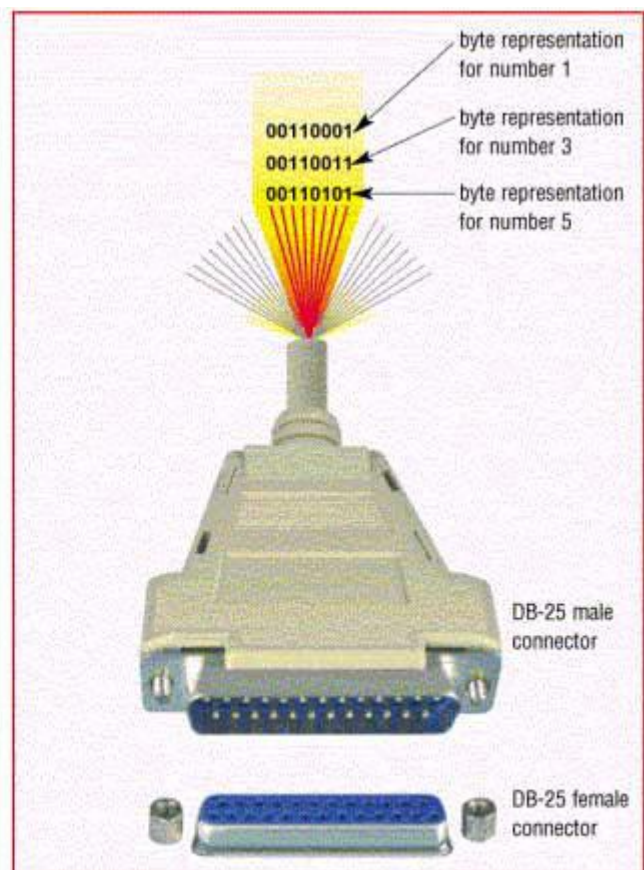 byte representation
for number 1
00110001
byte representation
for number 3
00110011
00110101
byte representation
for number 5
DB-25 male
connector
DB-25 female
connector